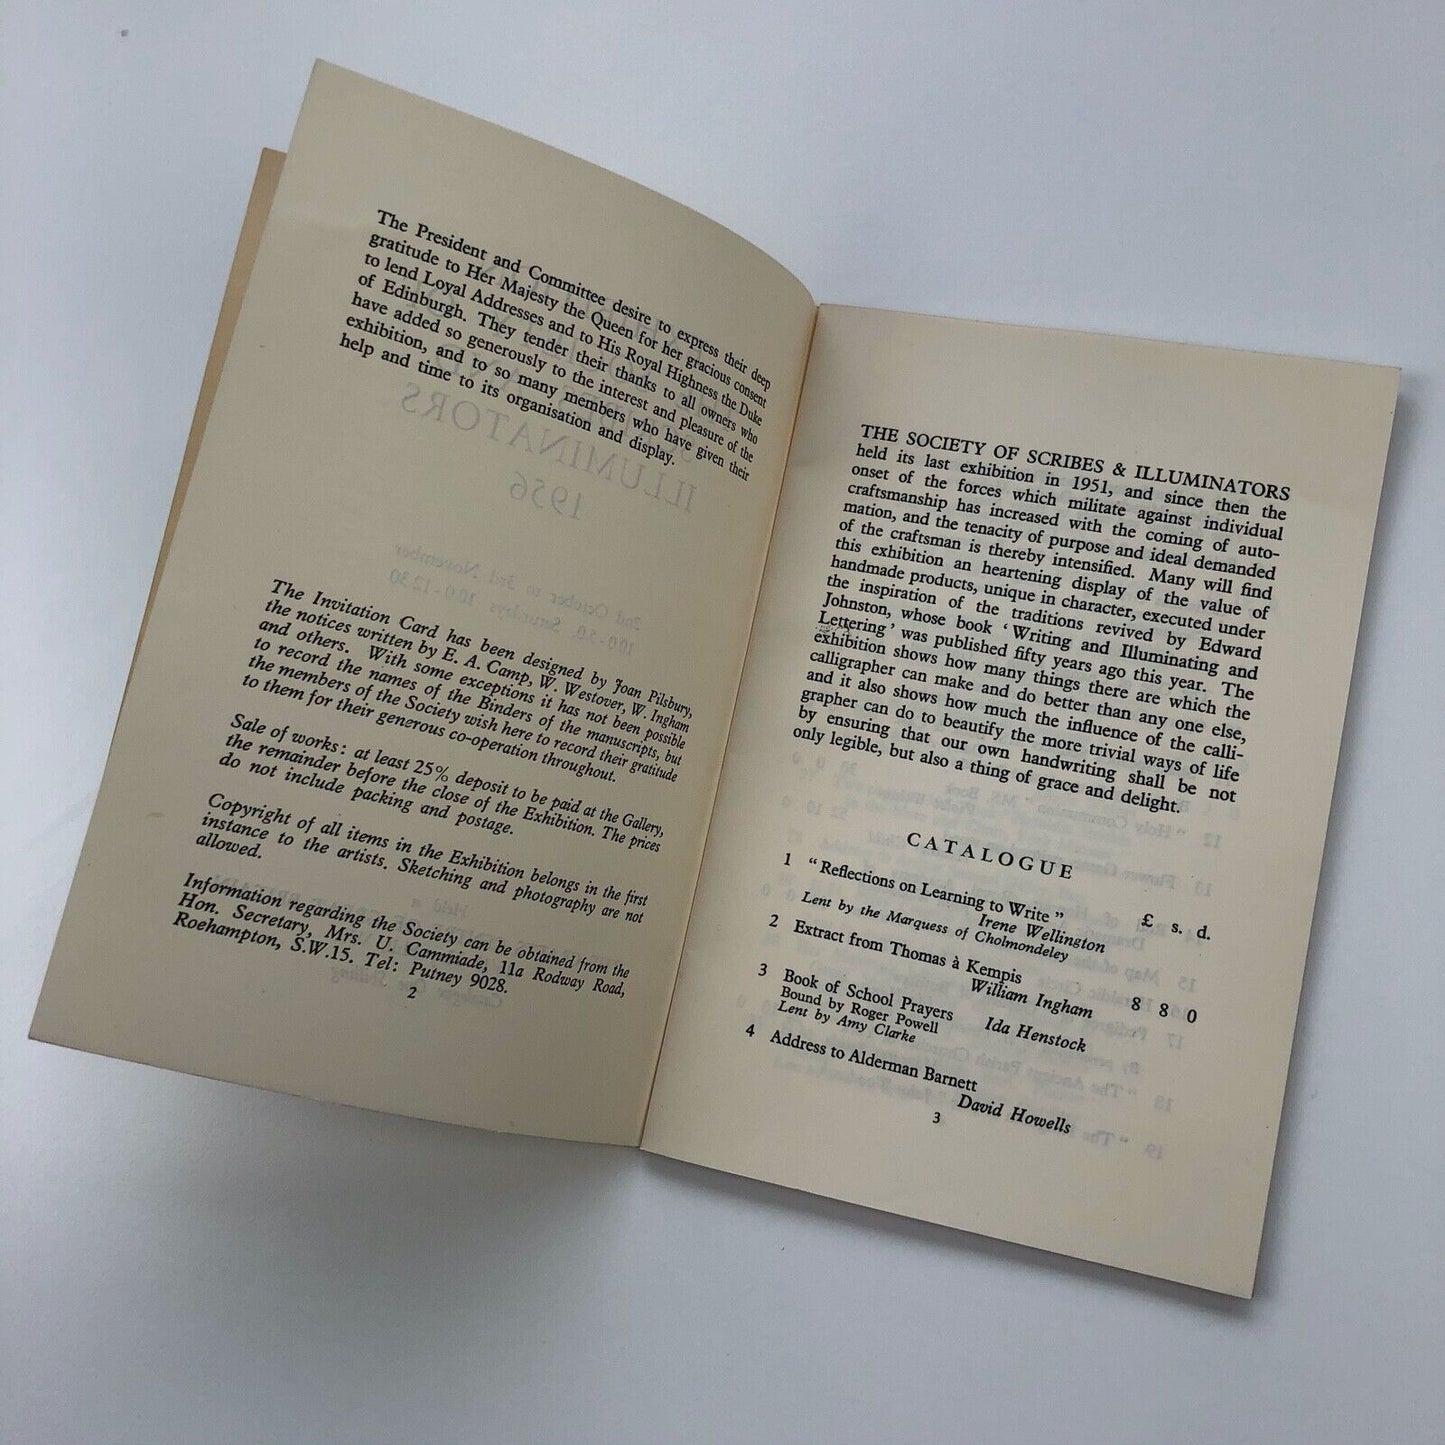 The President and Committee desire to express their deep
gratitude to Her Majesty the Queen for her gracious consent
to lend Loyal Addresses and to His Royal Highness the Duke
of Edinburgh. They tender their thanks to all owners who
have added so generously to the interest and pleasure of the
exhibition, and to so many members who have given their
help and time to its organisation and display.
The Invitation Card has been designed by Joan Pilsbury,
the notices written by E. A. Camp, W. Westover, W. Ingham
and others. With some exceptions it has not been possible
to record the names of the Binders of the manuscripts, but
the members of the Society wish here to record their gratitude
to them for their generous co-operation throughout.
Sale of works: at least 25% deposit to be paid at the Gallery,
the remainder before the close of the Exhibition. The prices
do not include packing and postage.
Copyright of all items in the Exhibition belongs in the first
instance to the artists. Sketching and photography are not
allowed.
Information regarding the Society can be obtained from the
Hon. Secretary, Mrs. U. Cammiade, 11a Rodway Road,
Roehampton, S.W.15. Tel: Putney 9028.
2
THE SOCIETY OF SCRIBES & ILLUMINATORS
held its last exhibition in 1951, and since then the
onset of the forces which militate against individual
craftsmanship has increased with the coming of auto-
mation, and the tenacity of purpose and ideal demanded
of the craftsman is thereby intensified. Many will find
this exhibition an heartening display of the value of
handmade products, unique in character, executed under
the inspiration of the traditions revived by Edward
Johnston, whose book 'Writing and Illuminating and
Lettering' was published fifty years ago this year. The
exhibition shows how many things there are which the
calligrapher can make and do better than any one else,
and it also shows how much the influence of the calli-
grapher can do to beautify the more trivial ways of life
by ensuring that our own handwriting shall be not
only legible, but also a thing of grace and delight.
CATALOGUE
£ s. d.
1 "Reflections on Learning to Write"
Irene Wellington
Lent by the Marquess of Cholmondeley
2 Extract from Thomas à Kempis
William Ingham 8 8 0
3 Book of School Prayers Ida Henstock
Bound by Roger Powell
Lent by Amy Clarke
4 Address to Alderman Barnett
David Howells
3